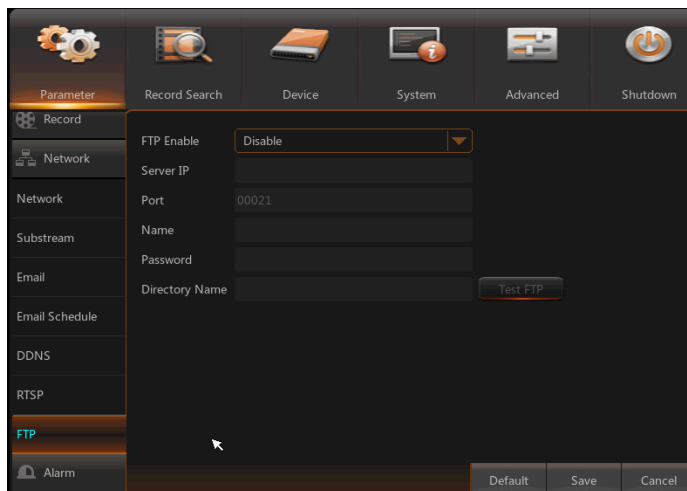 Parameter
Record Search
Device
System
Advanced
Shutdown
Record
Network
Network
Substream
Email
Email Schedule
DDNS
RTSP
FTP
Alarm
FTP Enable Disable
Server IP
Port 00021
Name
Password
Directory Name Test FTP
Default Save Cancel